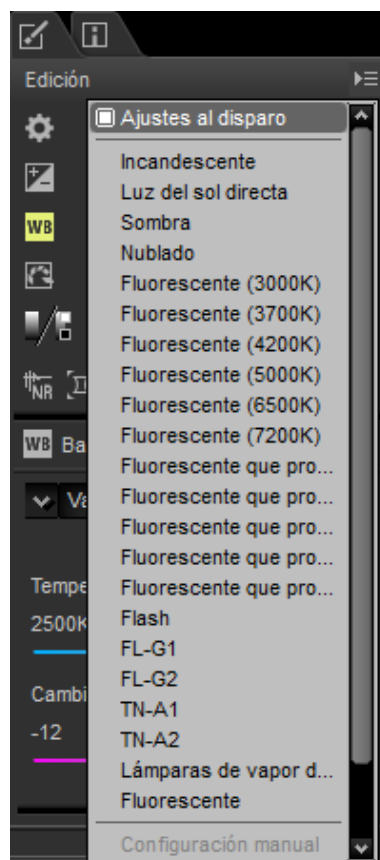 Edición
Ajustes al disparo
Incandescente
Luz del sol directa
WB
Sombra
Nublado
Fluorescente (3000K)
Fluorescente (3700K)
Fluorescente (4200K)
NR
Fluorescente (5000K)
Fluorescente (6500K)
WB Ba
Fluorescente (7200K)
Fluorescente que pro...
Va
Fluorescente que pro...
Fluorescente que pro...
Fluorescente que pro...
Tempe
Fluorescente que pro...
2500K
Flash
FL-G1
FL-G2
Cambi
TN-A1
-12
TN-A2
Lámparas de vapor d...
Fluorescente
Configuración manual